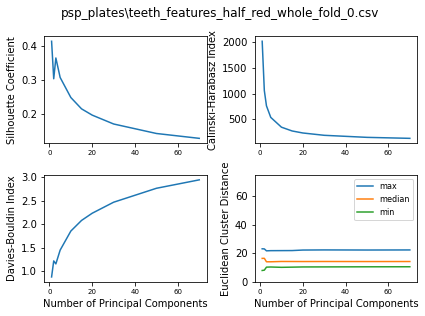 psp_plates\teeth_features_half_red_whole_fold_0.csv
Silhouette Coefficient
0.4
0.3
0.2
0 20 40 60
Calinski-Harabasz Index
2000
1500
1000
500
0 20 40 60
Davies-Bouldin Index
3.0
2.5
2.0
1.5
1.0
0 20 40 60
Number of Principal Components
Euclidean Cluster Distance
60
40
20
0
max
median
min
0 20 40 60
Number of Principal Components